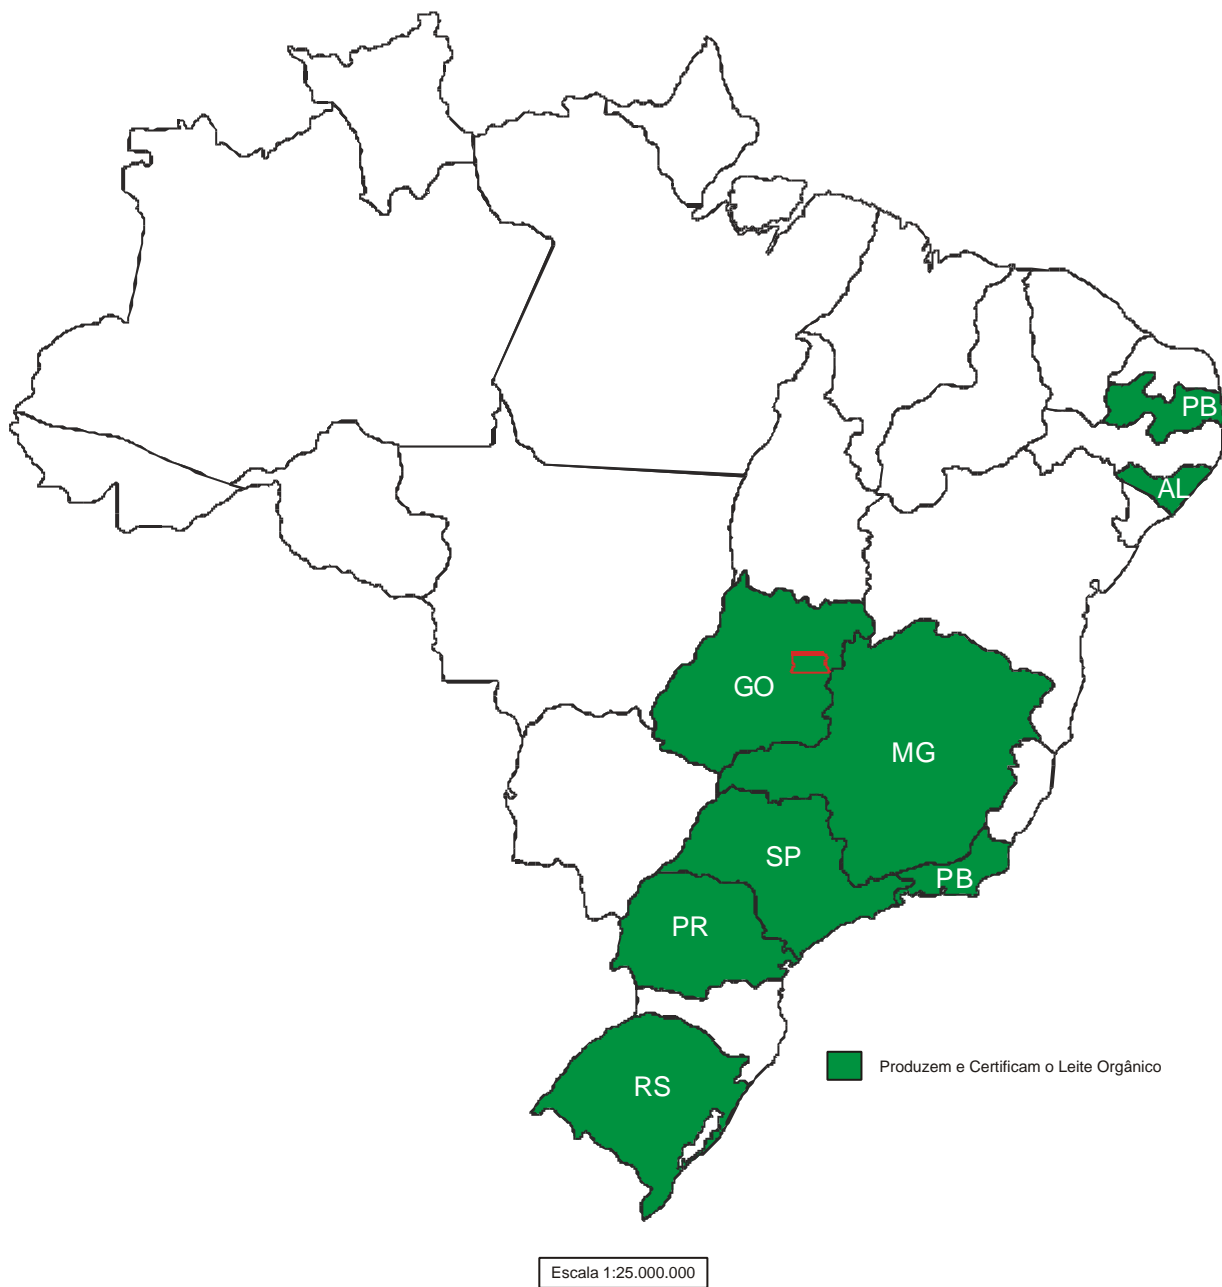 PB
AL
GO
MG
SP
PB
PR
Produzem e Certificam o Leite Orgânico
RS
Escala 1:25.000.000